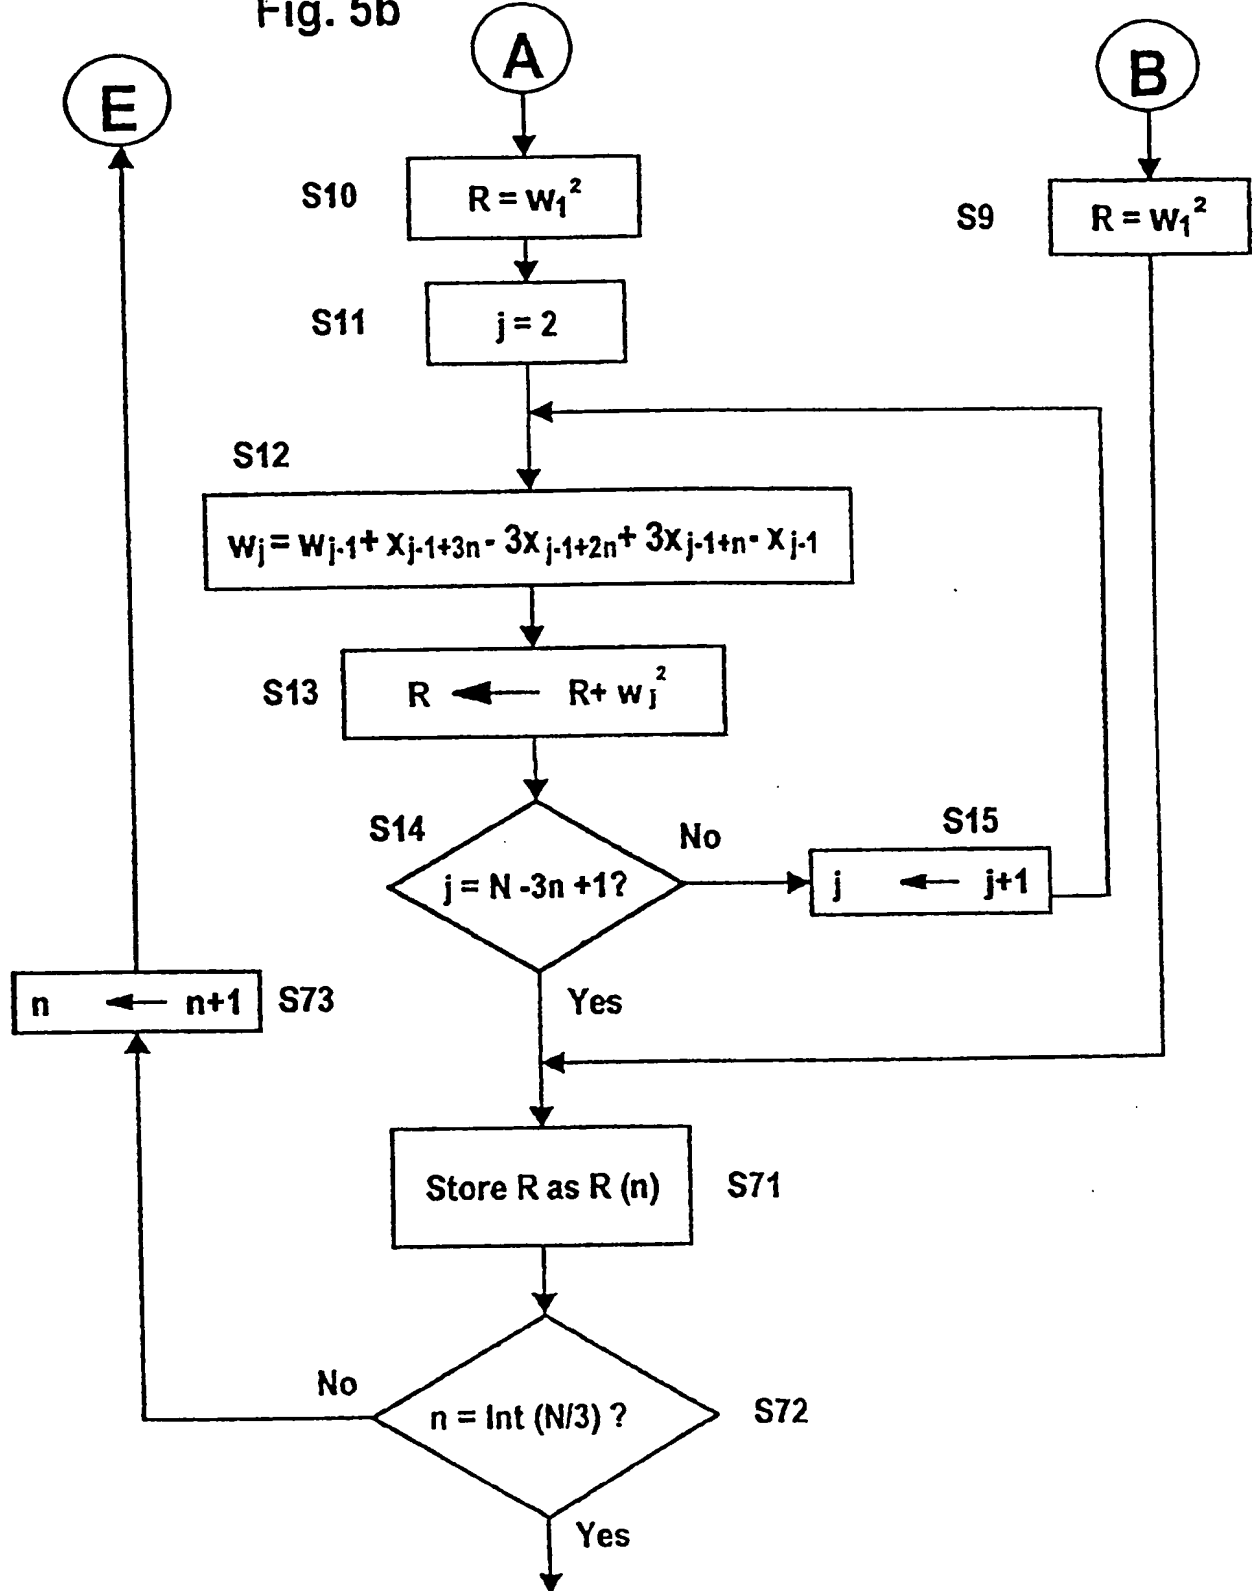 Fig. 5b
E
A
B
S10
R = w₁²
S9
R = w₁²
S11
j = 2
S12
wⱼ = wⱼ₋₁ + xⱼ₋₁₊₃ₙ - 3xⱼ₋₁₊₂ₙ + 3xⱼ₋₁₊ₙ - xⱼ₋₁
S13
R ← R + wⱼ²
S14
j = N -3n +1?
No
S15
j ← j+1
Yes
n ← n+1
S73
Store R as R (n)
S71
No
n = Int (N/3) ?
S72
Yes